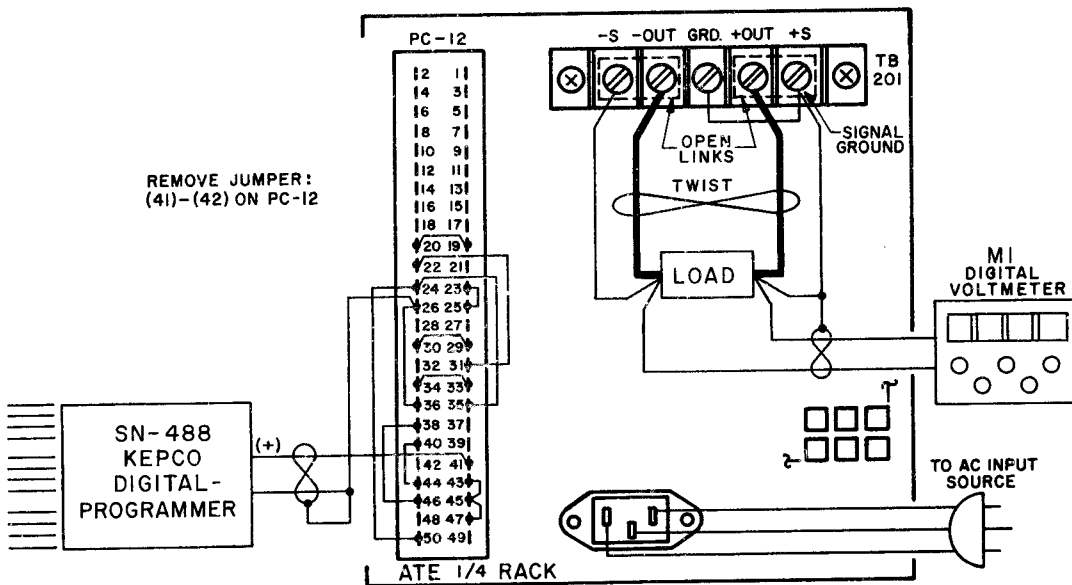 PC-12
2 1
4 3
6 5
8 7
10 9
12 11
14 13
16 15
18 17
20 19
22 21
24 23
26 25
28 27
30 29
32 31
34 33
36 35
38 37
40 39
42 41
44 43
46 45
48 47
50 49
REMOVE JUMPER:
(41)-(42) ON PC-12
-S -OUT GRD. +OUT +S
TB
201
OPEN
LINKS
SIGNAL
GROUND
TWIST
LOAD
M1
DIGITAL
VOLTMETER
SN-488
KEPCO
DIGITAL-
PROGRAMMER
(+)
TO AC INPUT
SOURCE
ATE 1/4 RACK